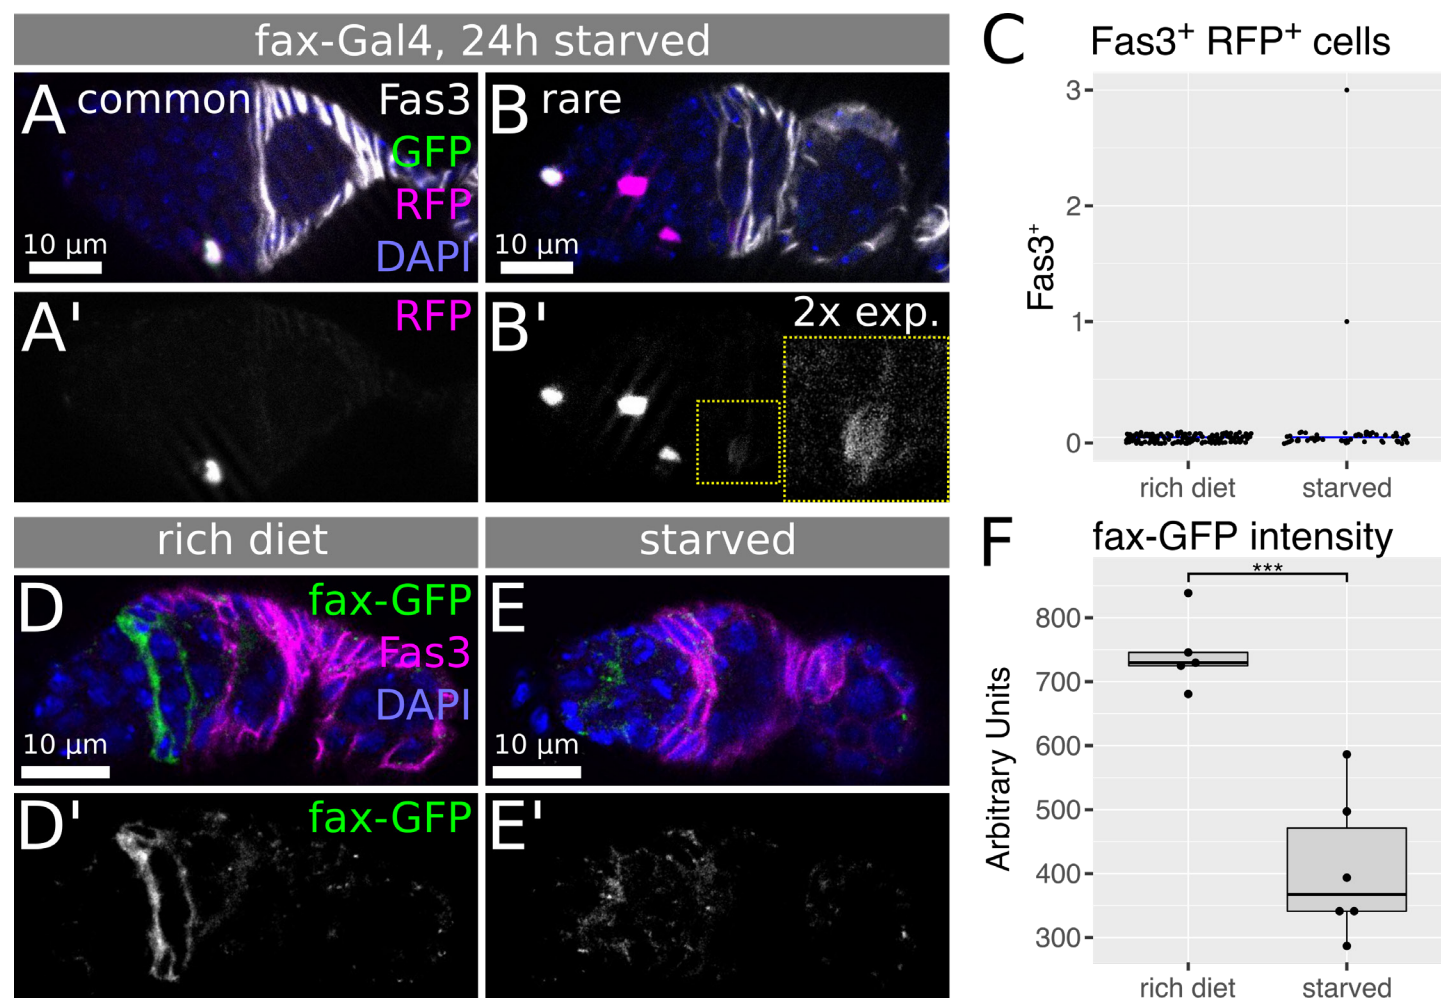 fax-Gal4, 24h starved
A common Fas3
GFP
RFP
DAPI
10 µm
B rare
10 µm
A' RFP
B' 2x exp.
C Fas3⁺ RFP⁺ cells
3
2
1
0
Fas3⁺
rich diet starved
rich diet
starved
D fax-GFP
Fas3
DAPI
10 µm
E
10 µm
D' fax-GFP
E'
F fax-GFP intensity
***
800
700
600
500
400
300
Arbitrary Units
rich diet starved